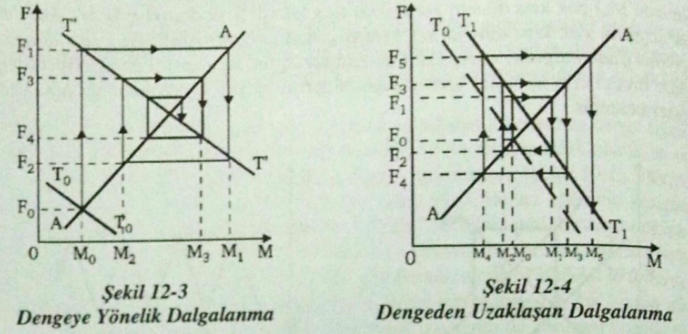 F T A
F₁
F₃
F₄
F₂
T₀ T'
F₀
A T'₀
0 M₀ M₂ M₃ M₁ M
Şekil 12-3
Dengeye Yönelik Dalgalanma
F T₀ T₁ A
F₅
F₃
F₁
F₀
F₂
F₄
A T₁
0 M₄ M₂ M₀ M₁ M₃ M₅ M
Şekil 12-4
Dengeden Uzaklaşan Dalgalanma